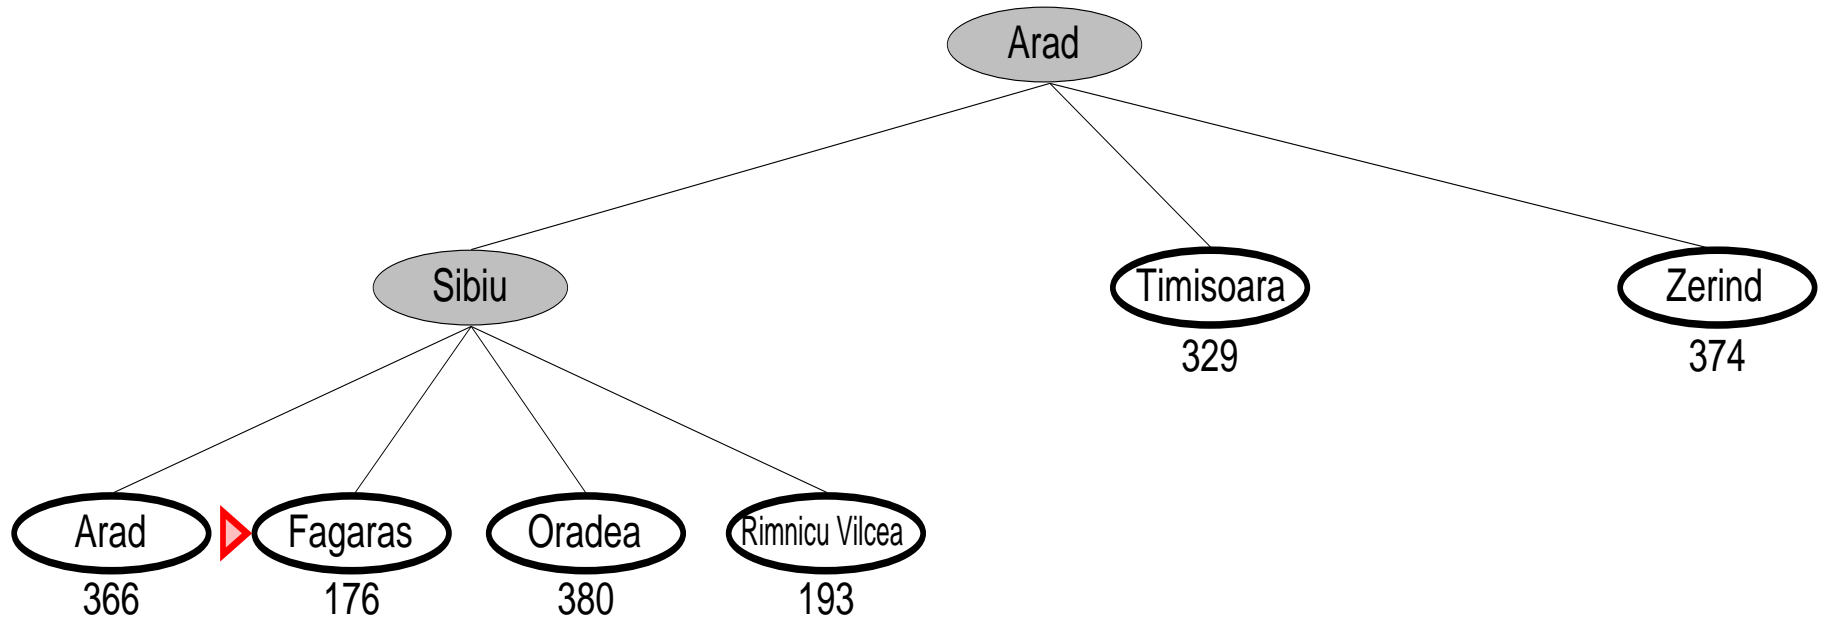 Arad
Sibiu
Timisoara
Zerind
329
374
Arad
Fagaras
Oradea
Rimnicu Vilcea
366
176
380
193